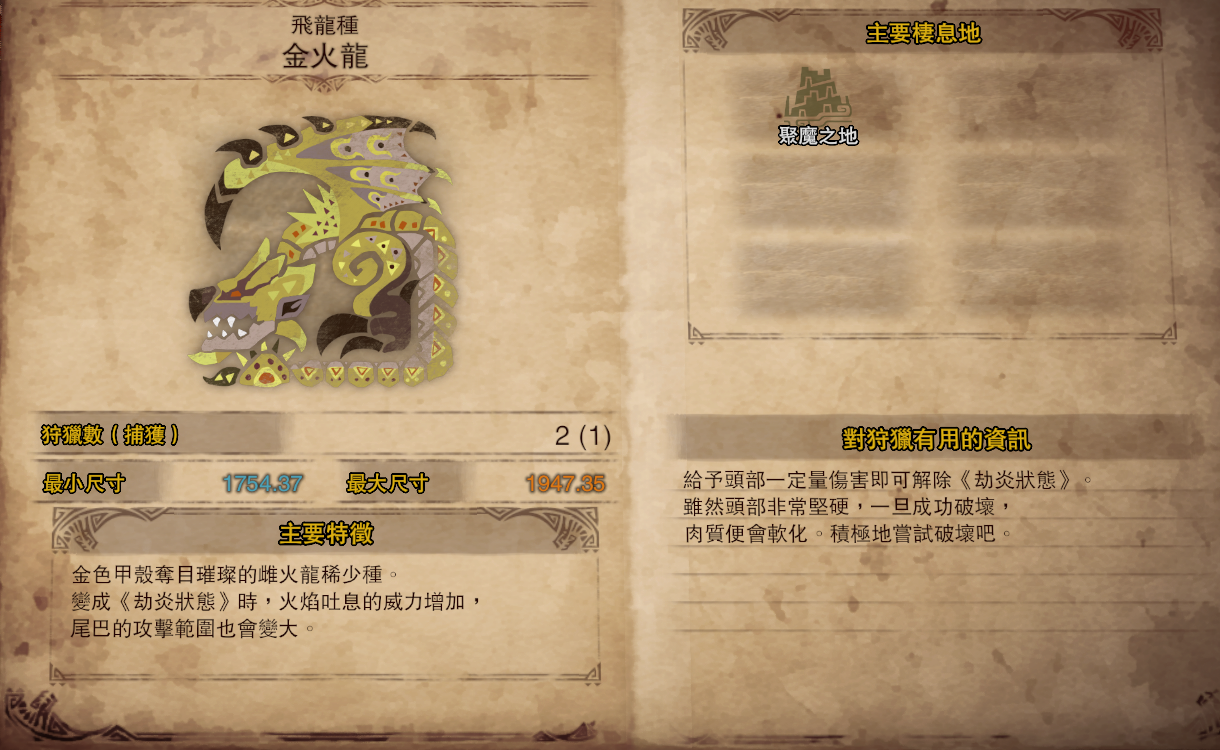 飛龍種
金火龍
狩獵數(捕獲)
2 (1)
最小尺寸 1754.37 最大尺寸 1947.35
主要特徵
金色甲殼奪目璀璨的雌火龍稀少種。
變成《劫炎狀態》時，火焰吐息的威力增加，
尾巴的攻擊範圍也會變大。
主要棲息地
聚魔之地
對狩獵有用的資訊
給予頭部一定量傷害即可解除《劫炎狀態》。
雖然頭部非常堅硬，一旦成功破壞，
肉質便會軟化。積極地嘗試破壞吧。